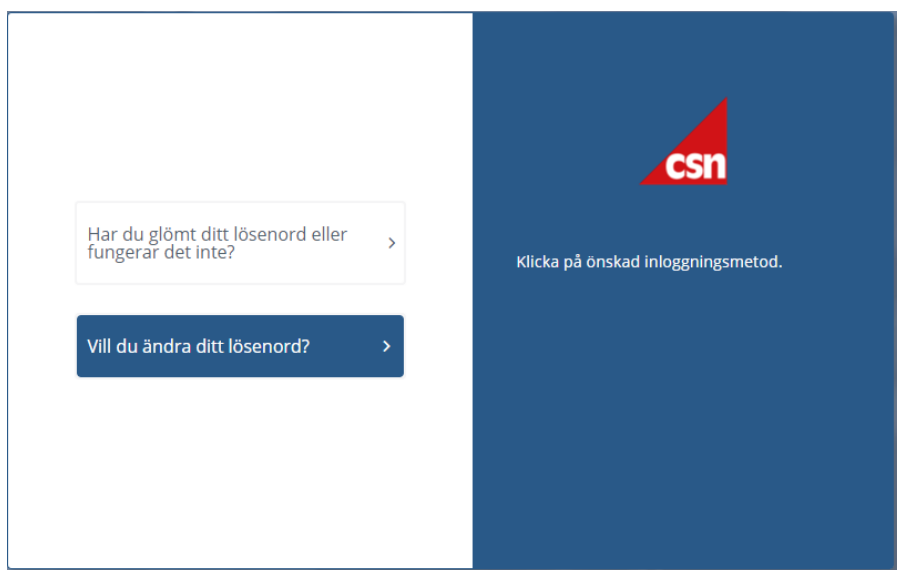 Har du glömt ditt lösenord eller
fungerar det inte?
Vill du ändra ditt lösenord?
csn
Klicka på önskad inloggningsmetod.